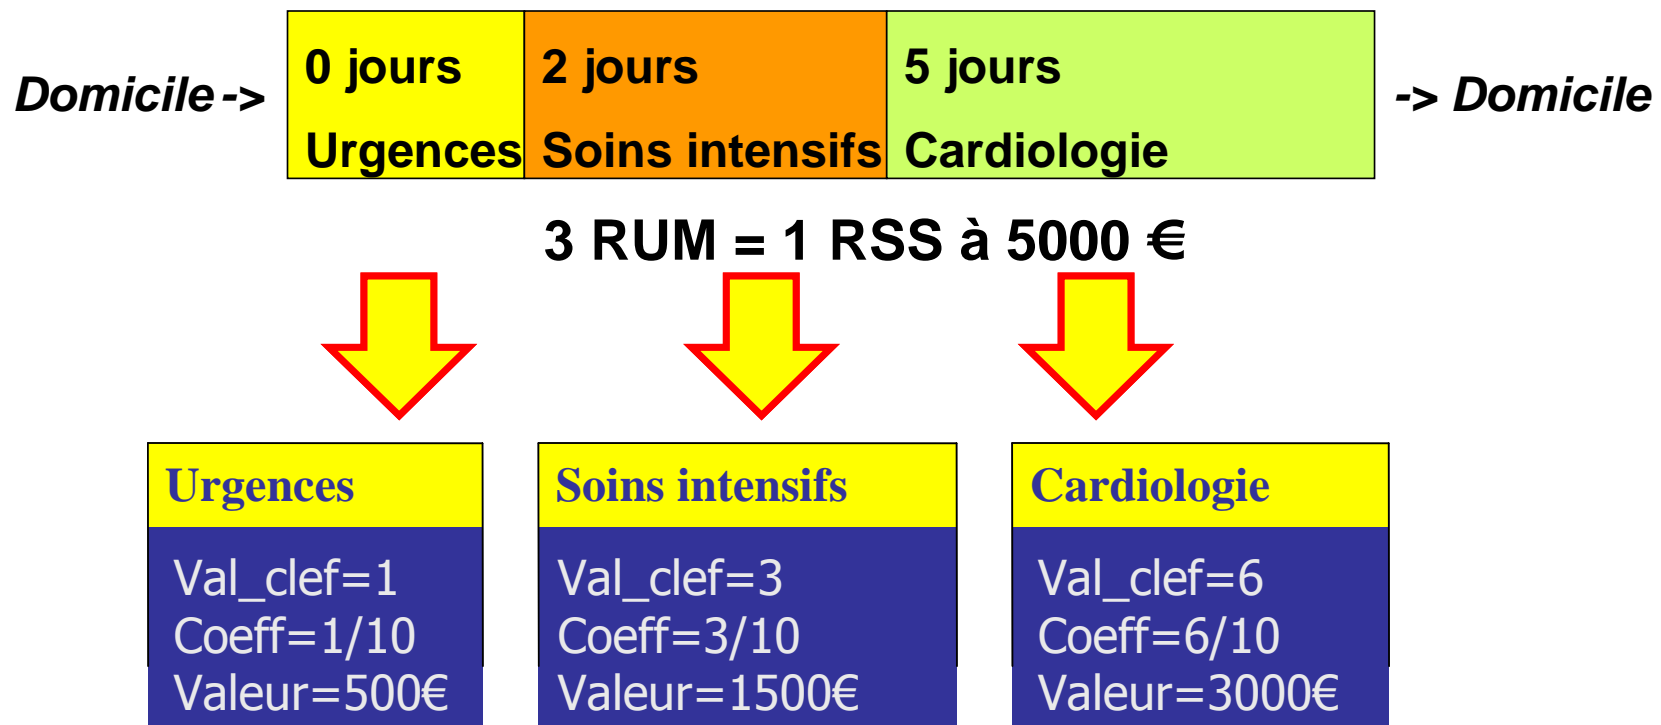 Domicile ->
0 jours
Urgences
2 jours
Soins intensifs
5 jours
Cardiologie
-> Domicile
3 RUM = 1 RSS à 5000 €
Urgences
Val_clef=1
Coeff=1/10
Valeur=500€
Soins intensifs
Val_clef=3
Coeff=3/10
Valeur=1500€
Cardiologie
Val_clef=6
Coeff=6/10
Valeur=3000€